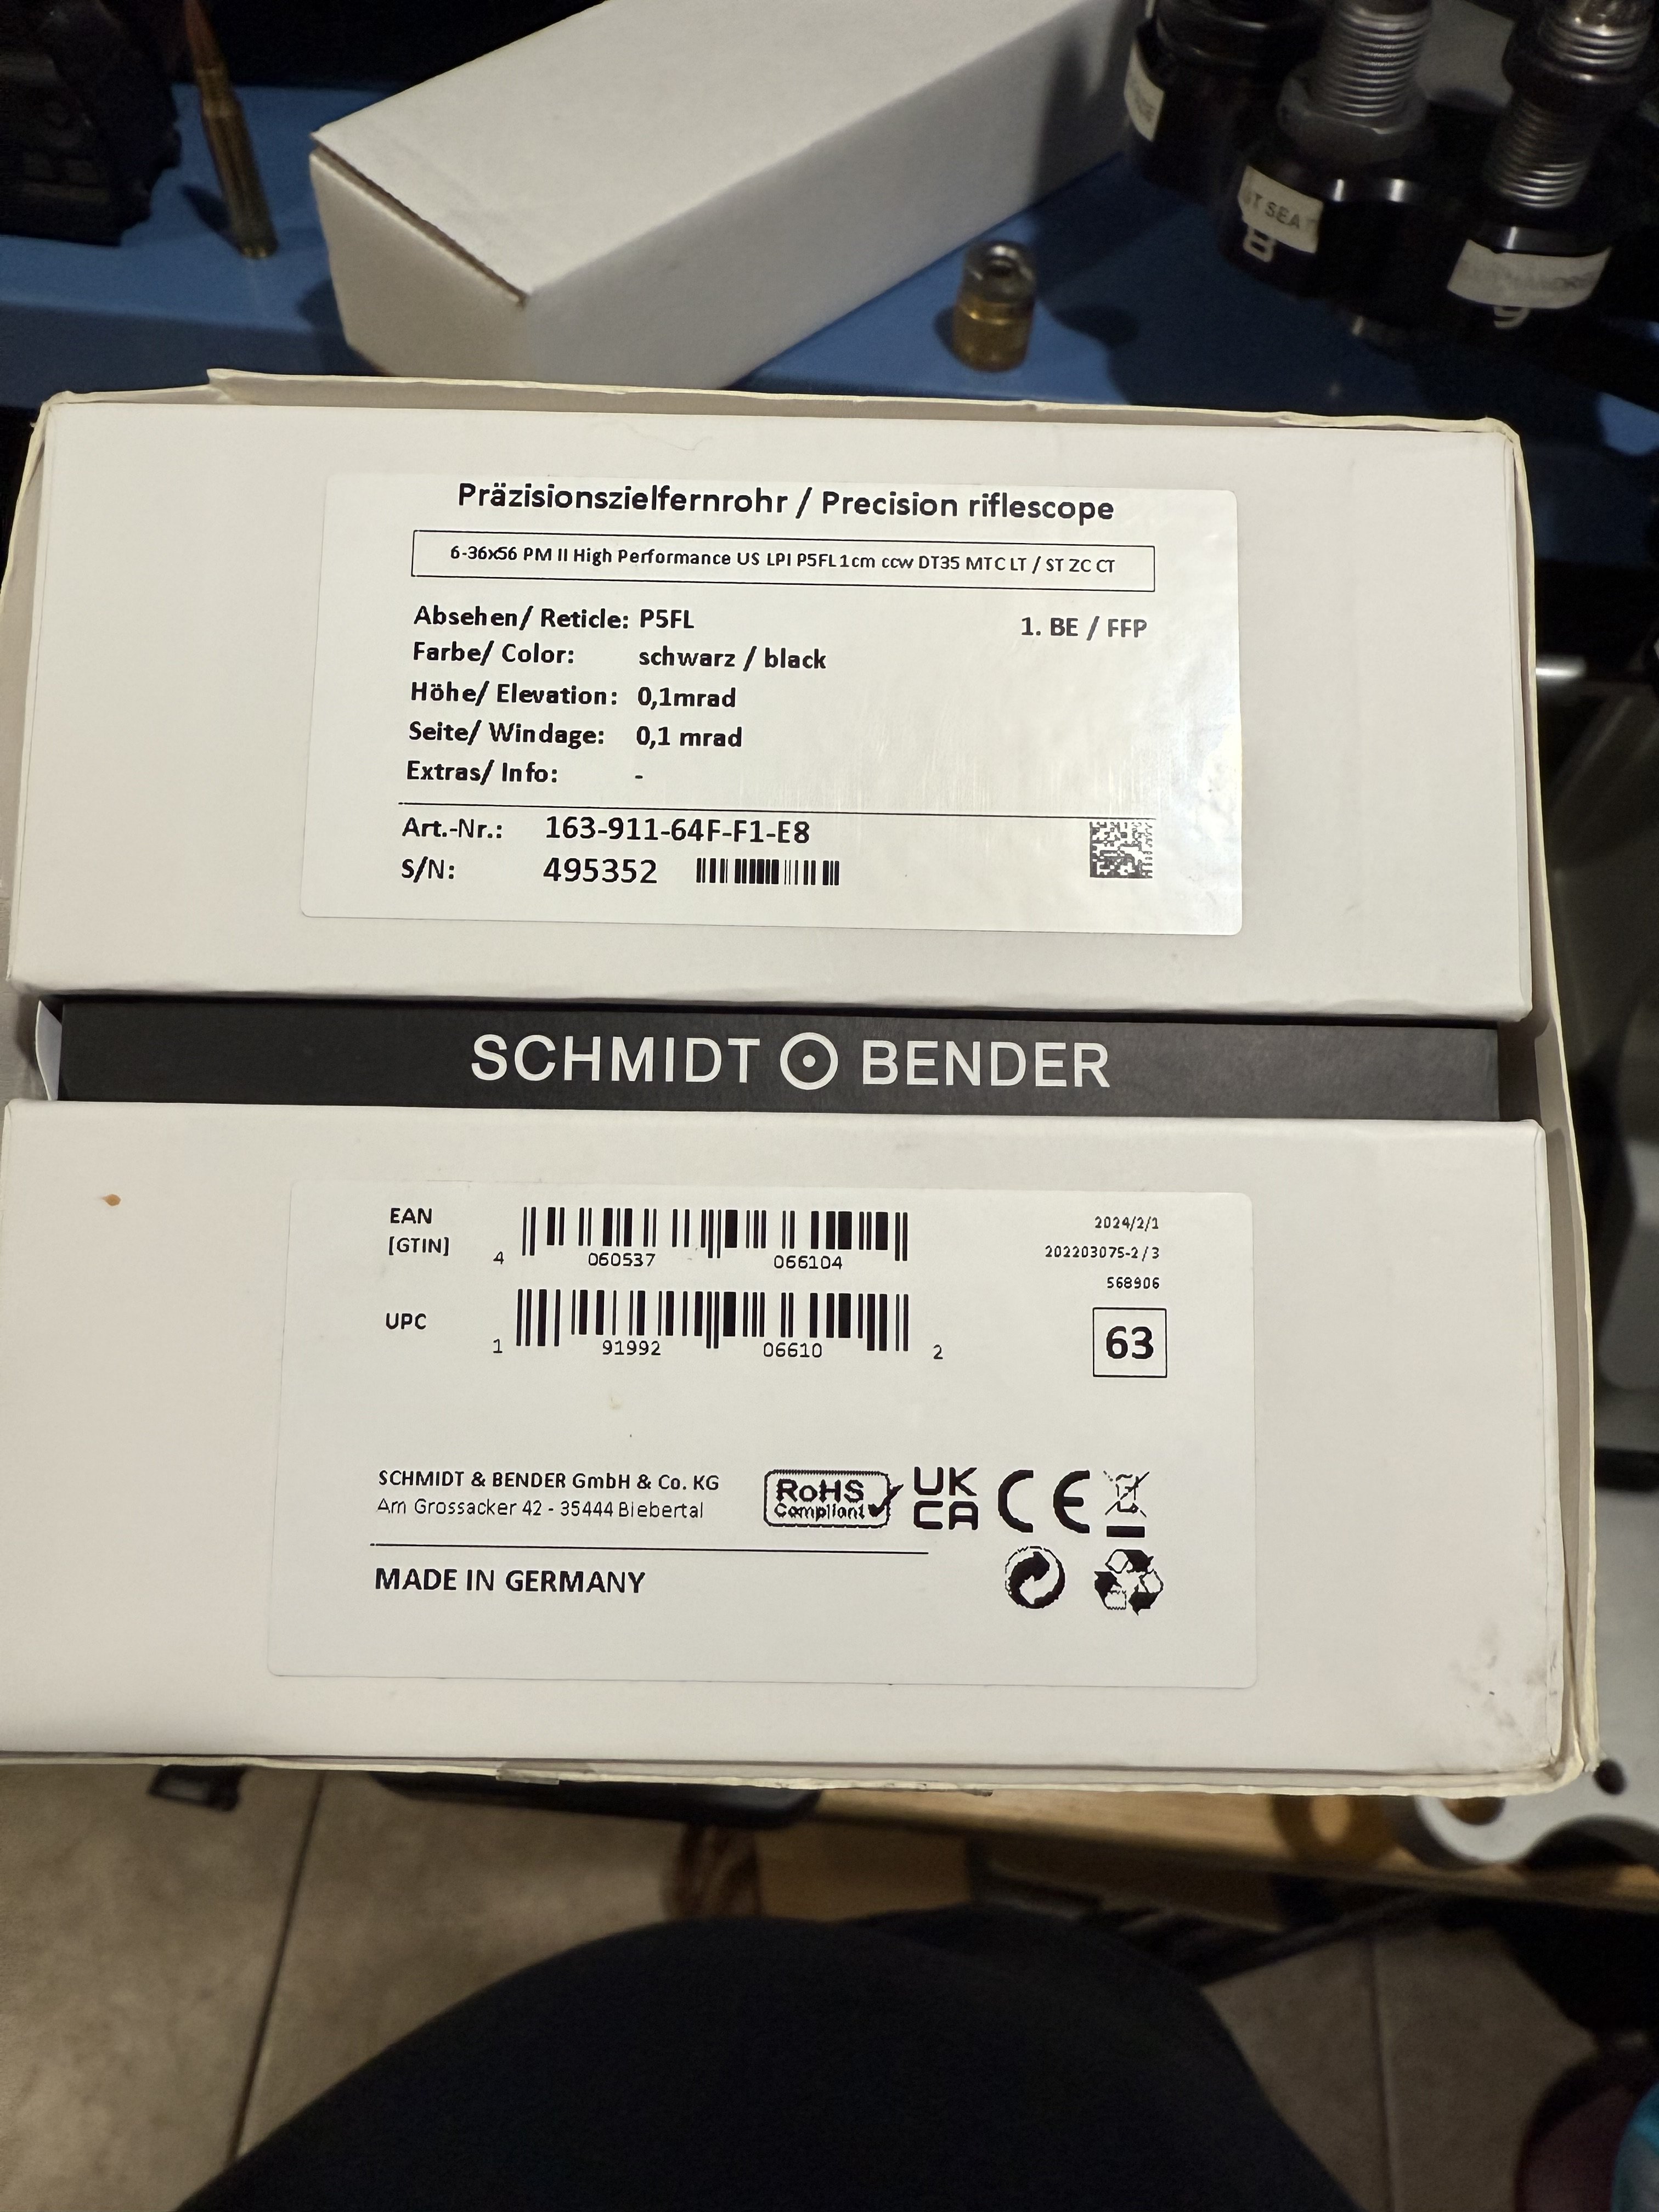 ST SEAT
8
9
Präzisionszielfernrohr / Precision riflescope
6-36x56 PM II High Performance US LPI P5FL 1cm ccw DT35 MTC LT / ST ZC CT
Absehen/ Reticle: P5FL
1. BE / FFP
Farbe/ Color: schwarz / black
Höhe/ Elevation: 0,1mrad
Seite/ Windage: 0,1 mrad
Extras/ Info: -
Art.-Nr.: 163-911-64F-F1-E8
S/N: 495352
SCHMIDT BENDER
EAN
[GTIN]
4 060537 066104
2024/2/1
202203075-2/3
568906
UPC
1 91992 06610 2
63
SCHMIDT & BENDER GmbH & Co. KG
Am Grossacker 42 - 35444 Biebertal
RoHS
Compliant
UK
CA
CE
MADE IN GERMANY